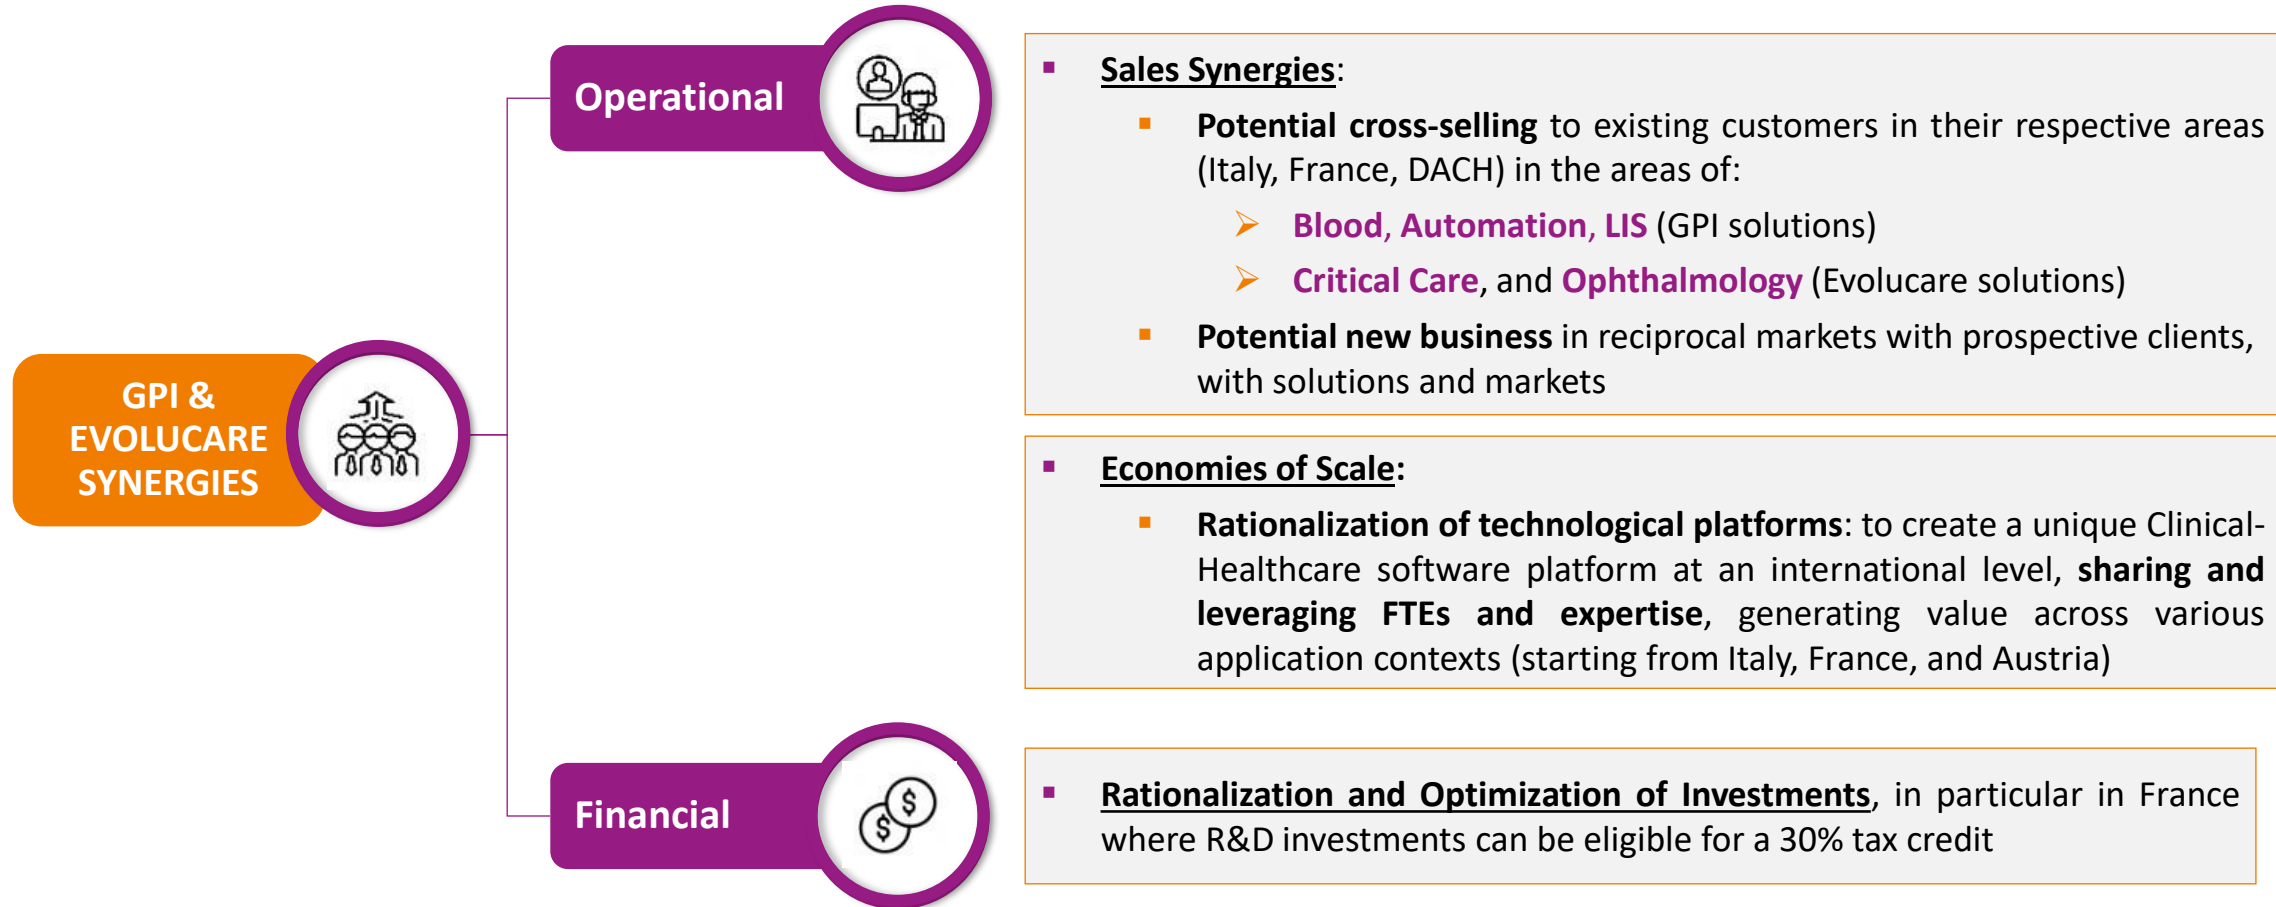 GPI &
EVOLUCARE
SYNERGIES
Operational
▪ Sales Synergies:
▪ Potential cross-selling to existing customers in their respective areas
(Italy, France, DACH) in the areas of:
➢ Blood, Automation, LIS (GPI solutions)
➢ Critical Care, and Ophthalmology (Evolucare solutions)
▪ Potential new business in reciprocal markets with prospective clients,
with solutions and markets
▪ Economies of Scale:
▪ Rationalization of technological platforms: to create a unique Clinical-
Healthcare software platform at an international level, sharing and
leveraging FTEs and expertise, generating value across various
application contexts (starting from Italy, France, and Austria)
Financial
$
$
▪ Rationalization and Optimization of Investments, in particular in France
where R&D investments can be eligible for a 30% tax credit